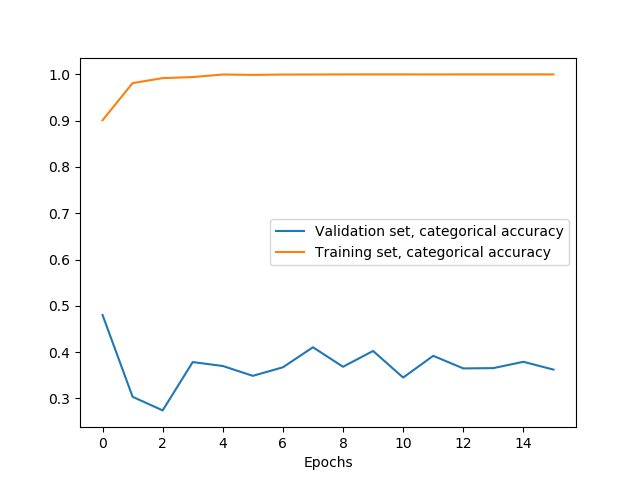 1.0
0.9
0.8
0.7
0.6
0.5
0.4
0.3
Validation set, categorical accuracy
Training set, categorical accuracy
0 2 4 6 8 10 12 14
Epochs